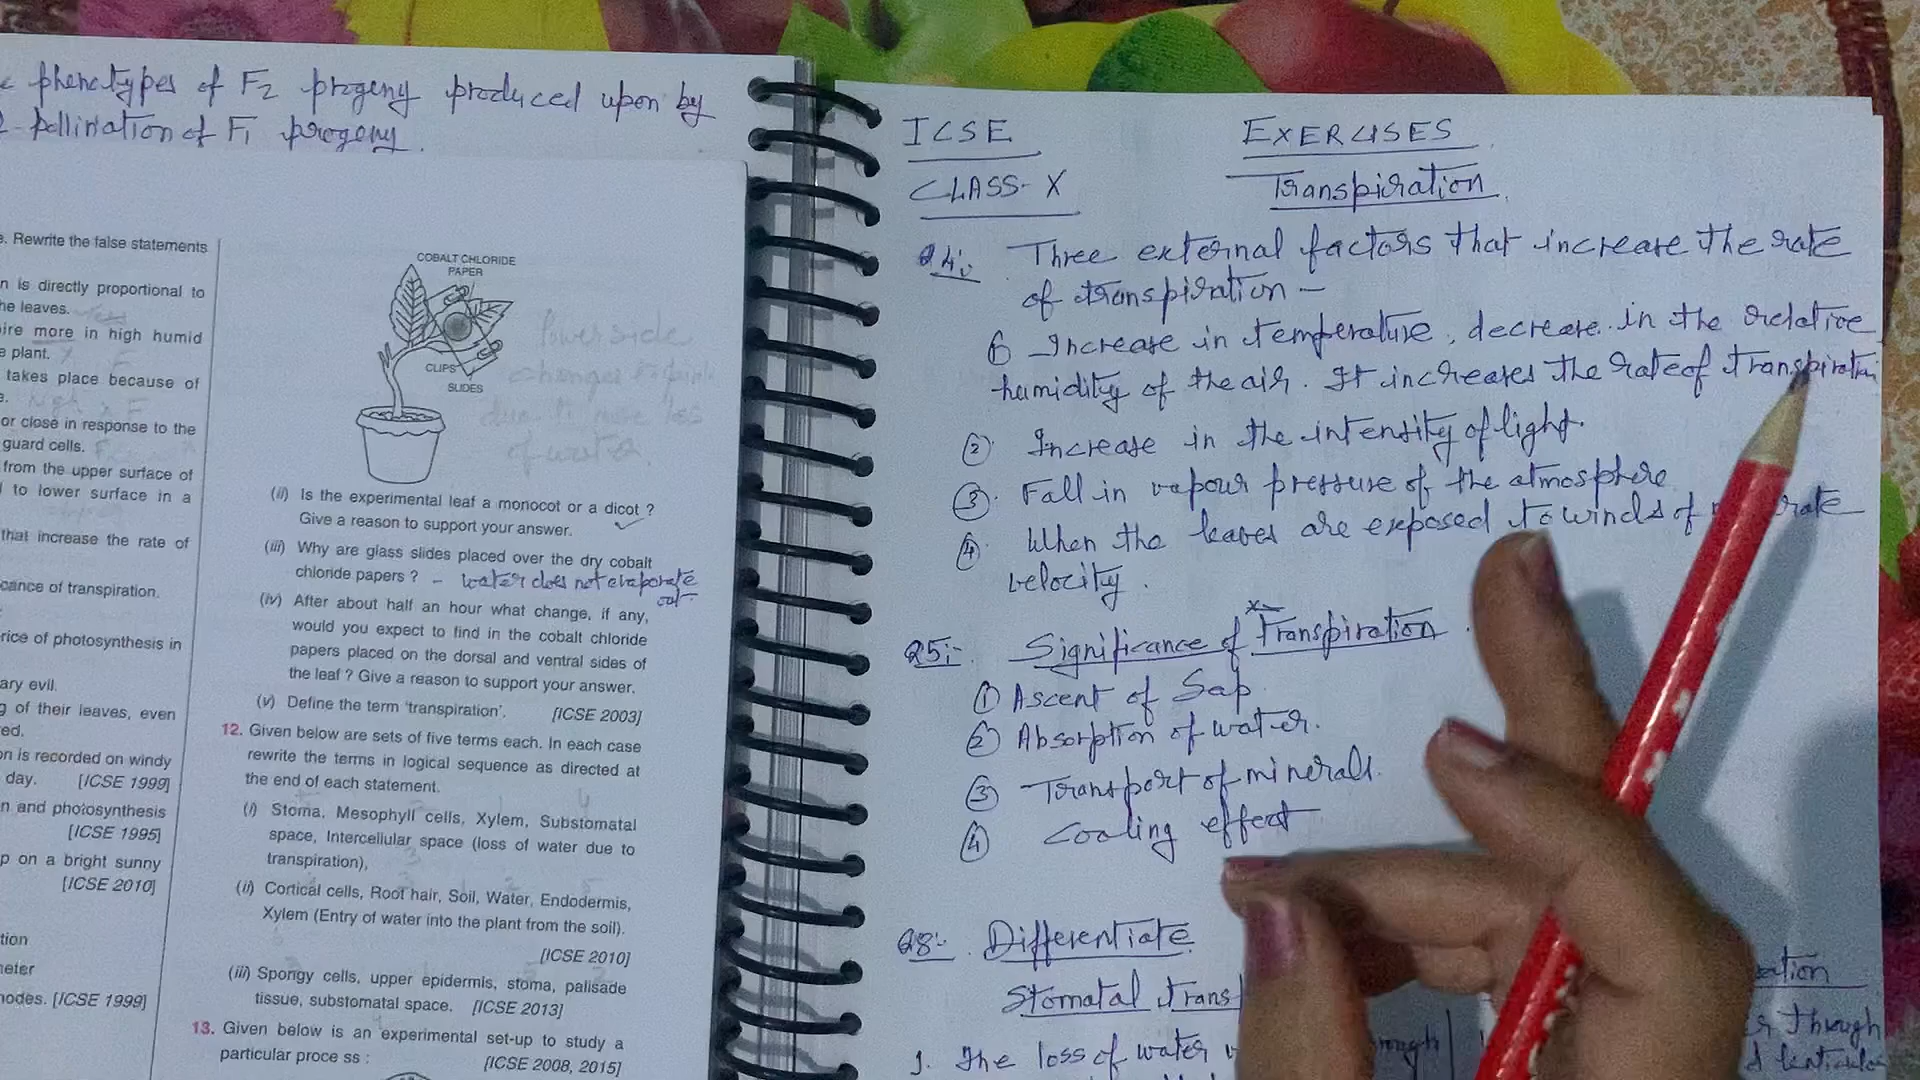 phenotypes of F2 progeny produced upon by
pollination of F1 progeny.
e. Rewrite the false statements
n is directly proportional to
he leaves.
ire more in high humid
e plant.
takes place because of
or close in response to the
guard cells.
from the upper surface of
to lower surface in a
that increase the rate of
cance of transpiration.
rice of photosynthesis in
ary evil.
g of their leaves, even
ed.
on is recorded on windy
day. [ICSE 1999]
n and photosynthesis
[ICSE 1995]
p on a bright sunny
[ICSE 2010]
tion
meter
nodes. [ICSE 1999]
COBALT CHLORIDE
PAPER
CLIPS
SLIDES
Lower side
changes to pink
due to more loss
of water.
(ii) Is the experimental leaf a monocot or a dicot ?
Give a reason to support your answer.
(iii) Why are glass slides placed over the dry cobalt
chloride papers ? - water does not evaporate
out
(iv) After about half an hour what change, if any,
would you expect to find in the cobalt chloride
papers placed on the dorsal and ventral sides of
the leaf ? Give a reason to support your answer.
(v) Define the term 'transpiration'. [ICSE 2003]
12. Given below are sets of five terms each. In each case
rewrite the terms in logical sequence as directed at
the end of each statement.
(i) Stoma, Mesophyll cells, Xylem, Substomatal
space, Intercellular space (loss of water due to
transpiration),
(ii) Cortical cells, Root hair, Soil, Water, Endodermis,
Xylem (Entry of water into the plant from the soil).
[ICSE 2010]
(iii) Spongy cells, upper epidermis, stoma, palisade
tissue, substomatal space. [ICSE 2013]
13. Given below is an experimental set-up to study a
particular proce ss : [ICSE 2008, 2015]
ICSE EXERCISES
CLASS-X Transpiration.
Q4:- Three external factors that increase the rate
of transpiration -
① Increase in temperature, decrease in the relative
humidity of the air. It increases the rate of transpiration
② Increase in the intensity of light.
③. Fall in vapour pressure of the atmosphere
④. When the leaves are exposed to winds of rate
velocity.
Q5:- Significance of Transpiration.
① Ascent of Sap.
② Absorption of water.
③ Transport of minerals.
④ Cooling effect
Q8:- Differentiate
Stomatal trans ation
1. The loss of water rough r through
d lenticular